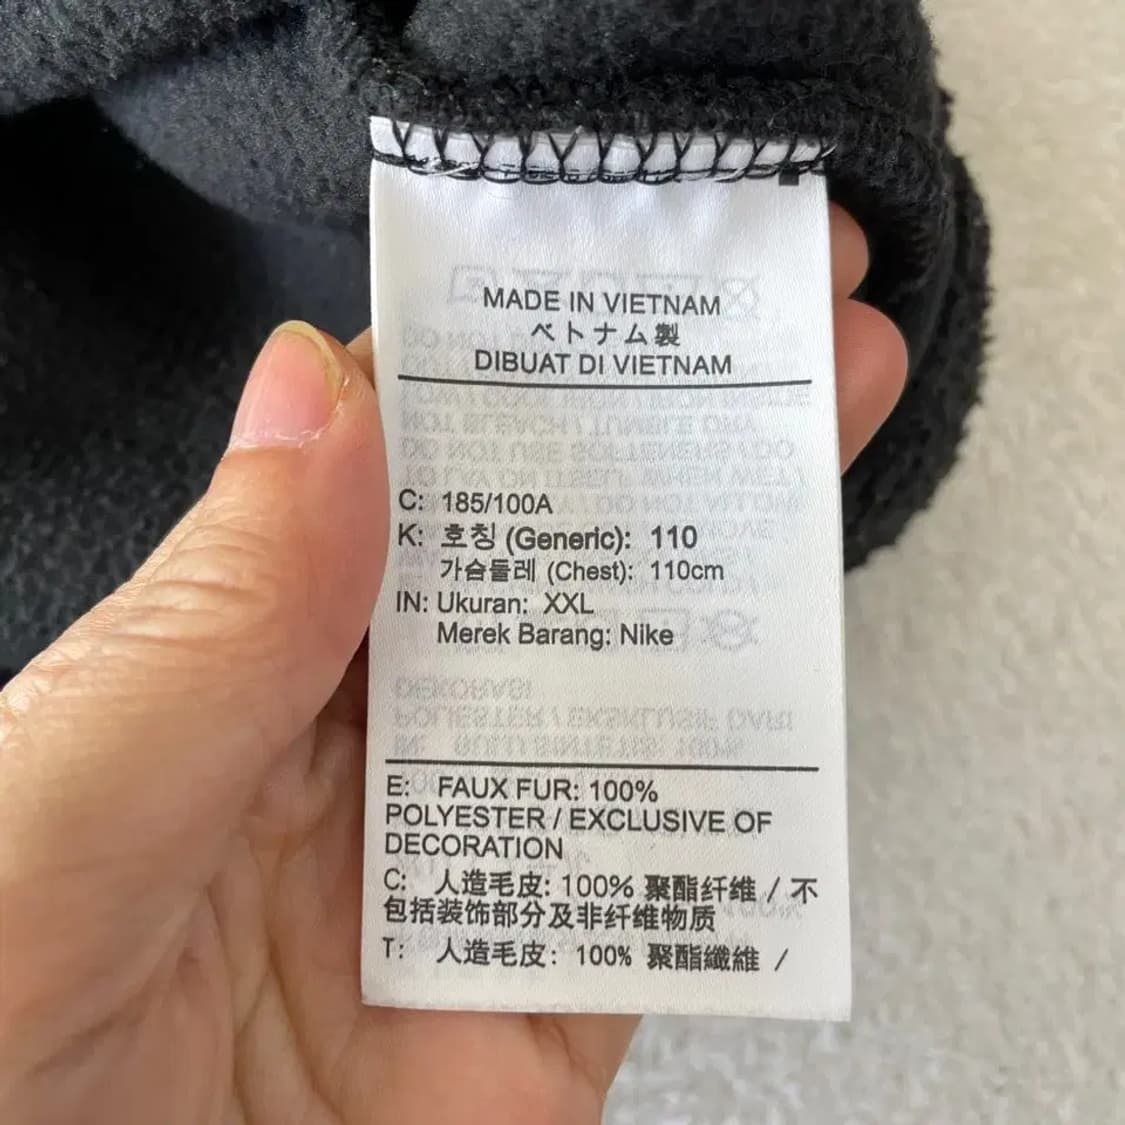 MADE IN VIETNAM
ベトナム製
DIBUAT DI VIETNAM
C: 185/100A
K: 호칭 (Generic): 110
가슴둘레 (Chest): 110cm
IN: Ukuran: XXL
Merek Barang: Nike
E: FAUX FUR: 100%
POLYESTER / EXCLUSIVE OF
DECORATION
C: 人造毛皮: 100% 聚酯纤维 / 不
包括装饰部分及非纤维物质
T: 人造毛皮: 100% 聚酯纖維 /